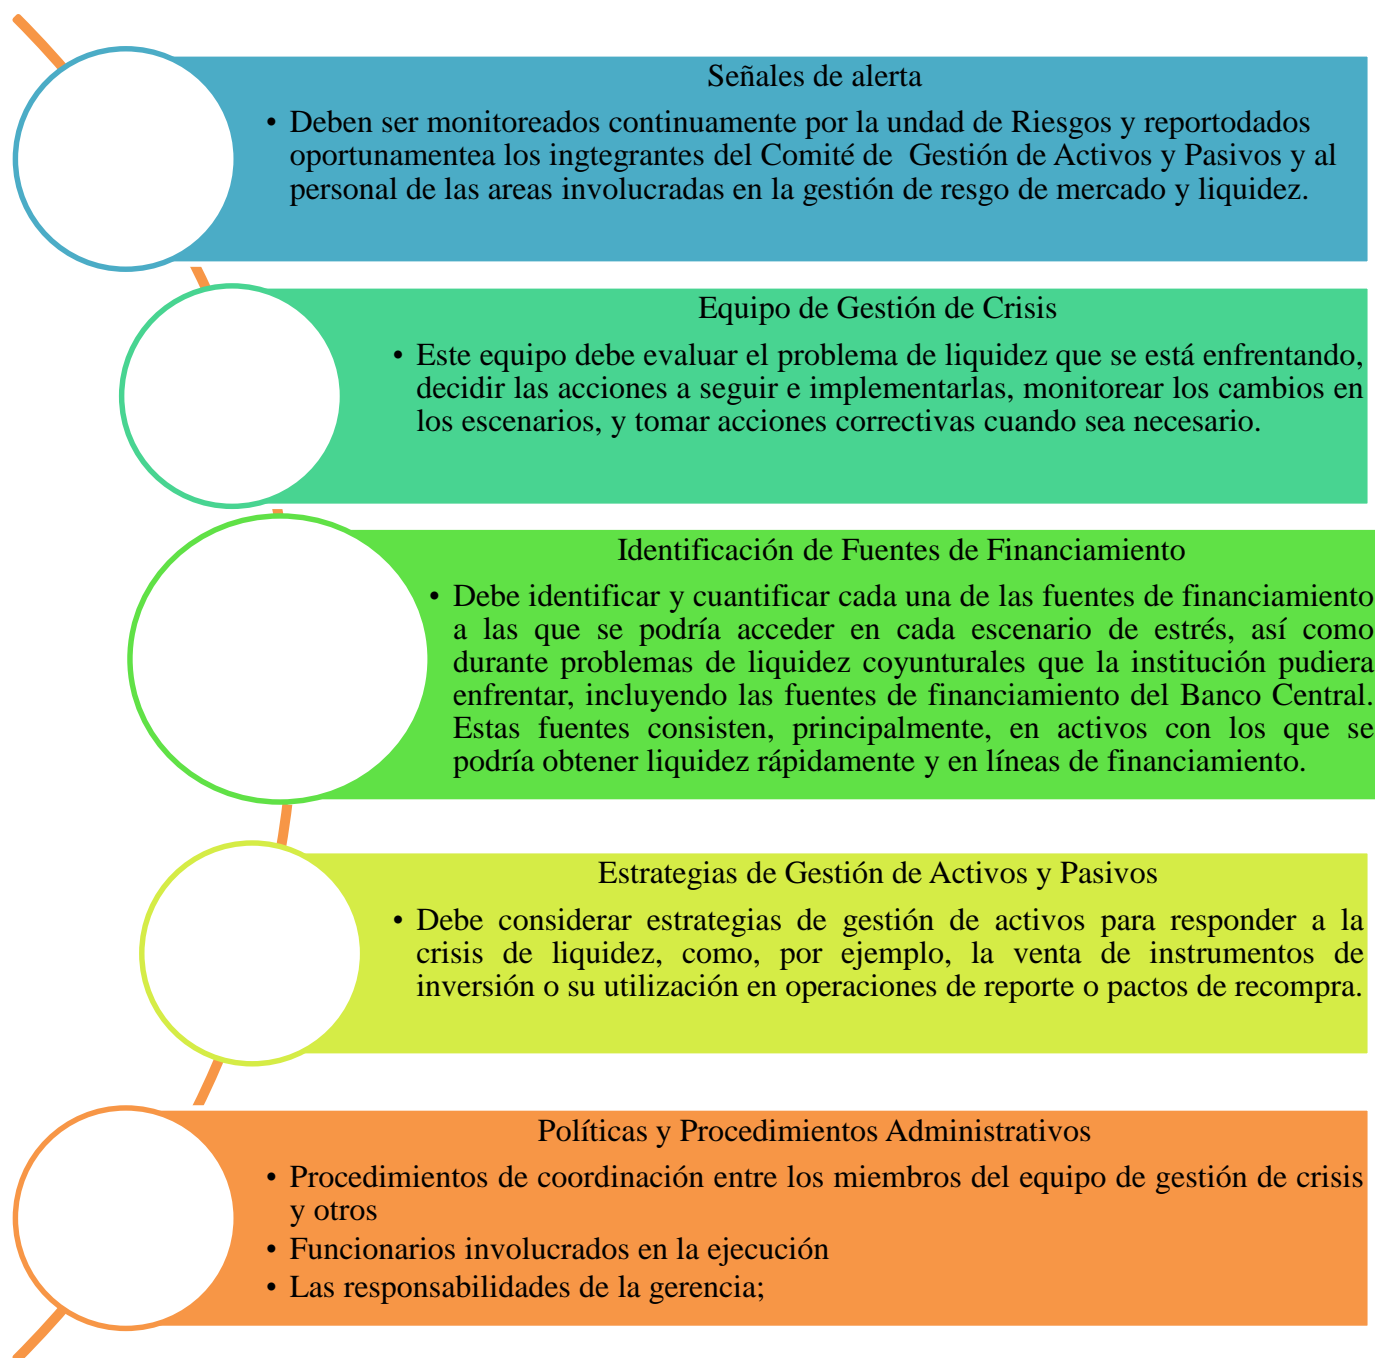 Señales de alerta
• Deben ser monitoreados continuamente por la undad de Riesgos y reportodados
oportunamentea los ingtegrantes del Comité de Gestión de Activos y Pasivos y al
personal de las areas involucradas en la gestión de resgo de mercado y liquidez.
Equipo de Gestión de Crisis
• Este equipo debe evaluar el problema de liquidez que se está enfrentando,
decidir las acciones a seguir e implementarlas, monitorear los cambios en
los escenarios, y tomar acciones correctivas cuando sea necesario.
Identificación de Fuentes de Financiamiento
• Debe identificar y cuantificar cada una de las fuentes de financiamiento
a las que se podría acceder en cada escenario de estrés, así como
durante problemas de liquidez coyunturales que la institución pudiera
enfrentar, incluyendo las fuentes de financiamiento del Banco Central.
Estas fuentes consisten, principalmente, en activos con los que se
podría obtener liquidez rápidamente y en líneas de financiamiento.
Estrategias de Gestión de Activos y Pasivos
• Debe considerar estrategias de gestión de activos para responder a la
crisis de liquidez, como, por ejemplo, la venta de instrumentos de
inversión o su utilización en operaciones de reporte o pactos de recompra.
Políticas y Procedimientos Administrativos
• Procedimientos de coordinación entre los miembros del equipo de gestión de crisis
y otros
• Funcionarios involucrados en la ejecución
• Las responsabilidades de la gerencia;